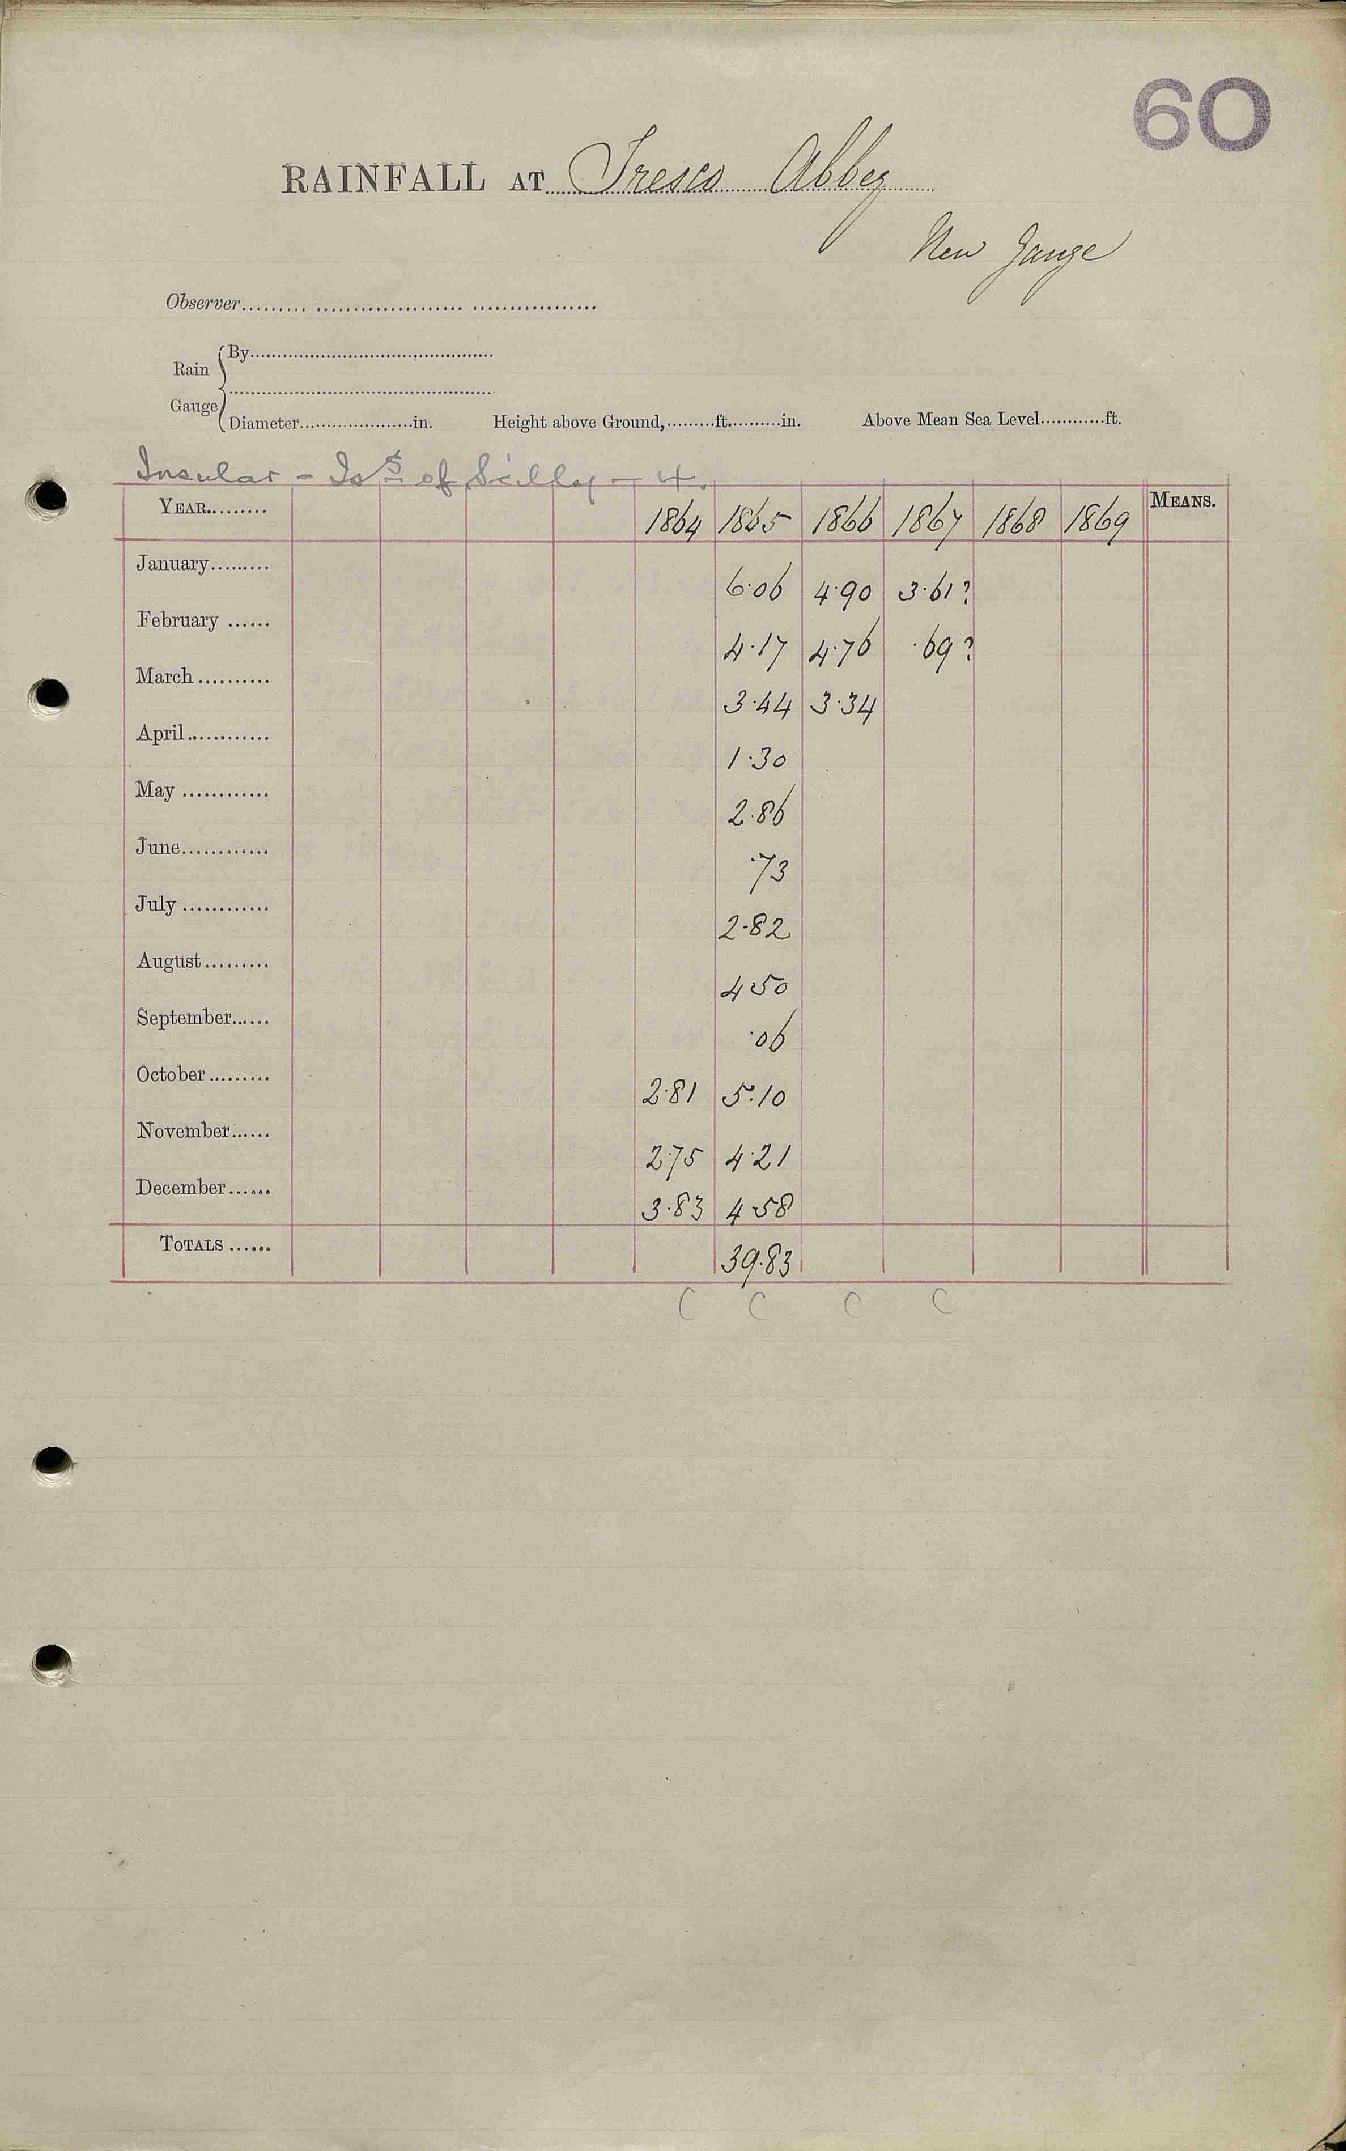 60
RAINFALL AT Tresco Abbey
New Gauge
Observer
Rain Gauge { By
Diameter in. Height above Ground, ft. in. Above Mean Sea Level ft.
Insular - Is.s of Scilly - 4.
YEAR 1864 1865 1866 1867 1868 1869 MEANS.
January 6.06 4.90 3.61?
February 4.17 4.76 .69?
March 3.44 3.34
April 1.30
May 2.86
June .73
July 2.82
August 4.50
September .06
October 2.81 5.10
November 2.75 4.21
December 3.83 4.58
TOTALS 39.83
C C C C